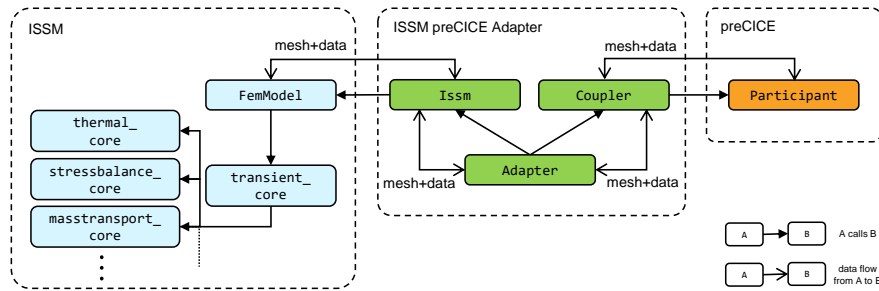 ISSM
ISSM preCICE Adapter
preCICE
mesh+data
mesh+data
FemModel
Issm
Coupler
Participant
thermal_
core
stressbalance_
core
transient_
core
Adapter
mesh+data
mesh+data
masstransport_
core
A
B
A calls B
A
B
data flow
from A to B